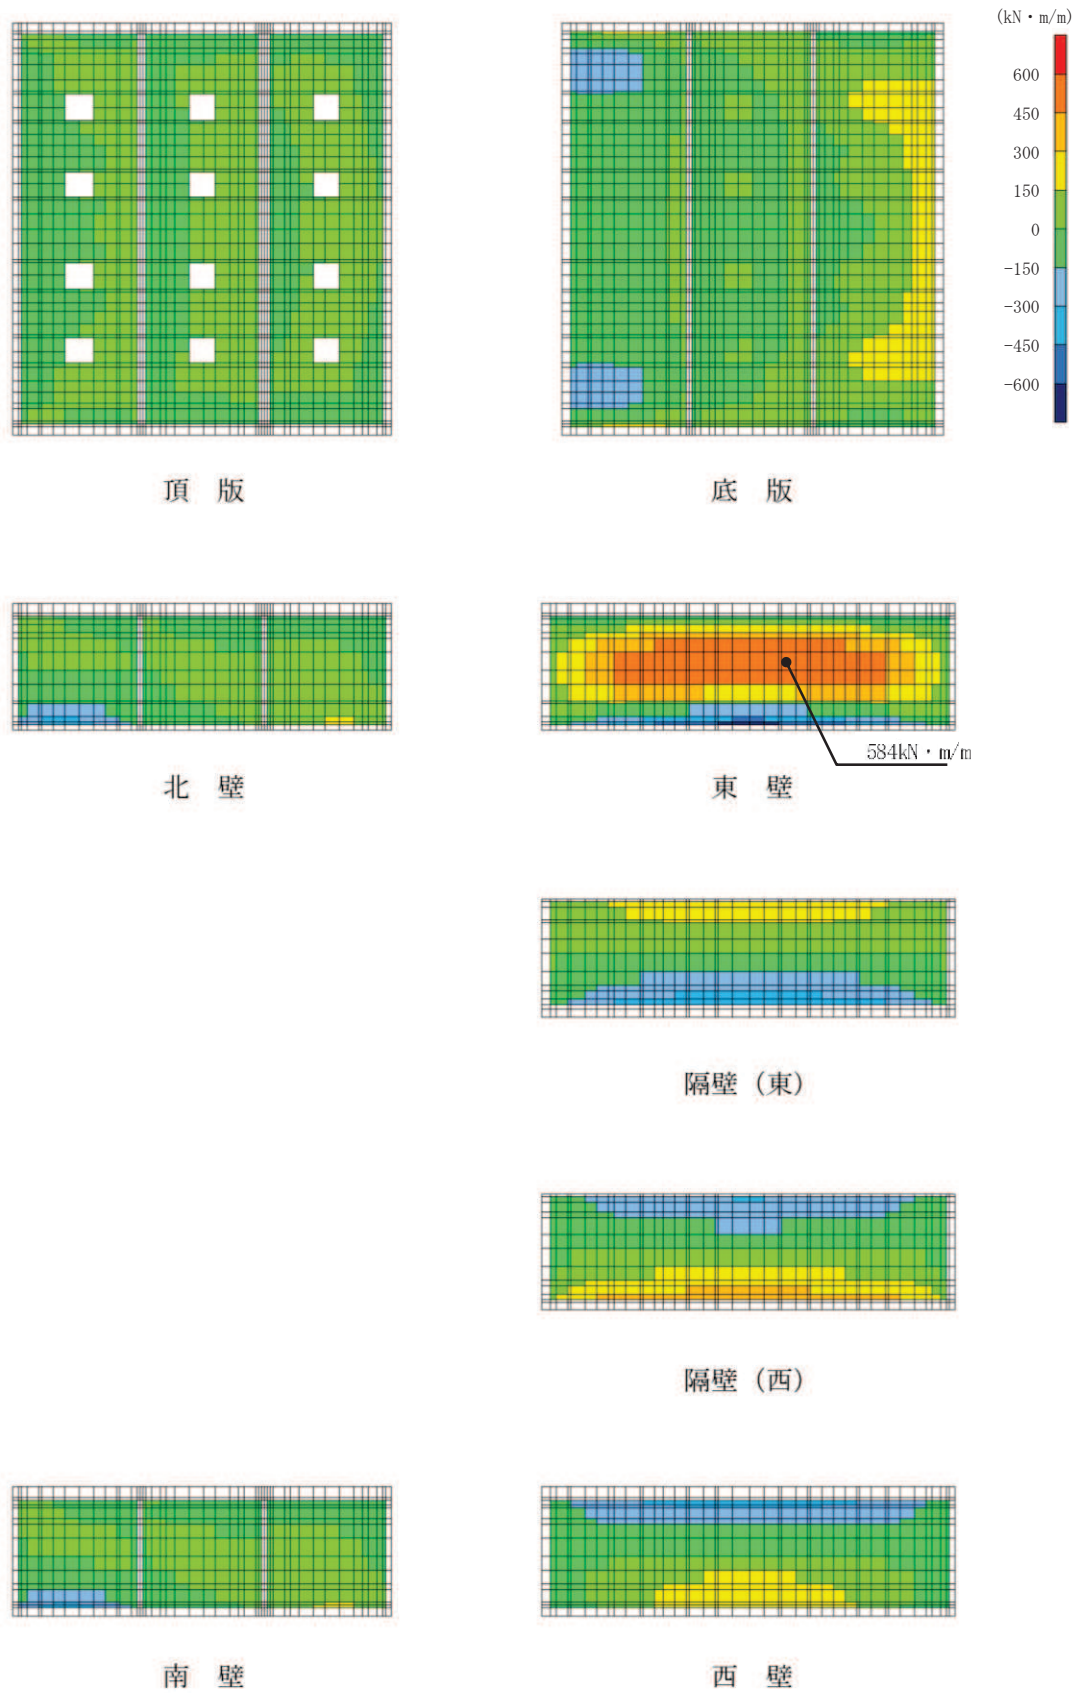 (kN・m/m)
600
450
300
150
0
-150
-300
-450
-600
頂 版
底 版
584kN・m/m
北 壁
東 壁
隔壁（東）
隔壁（西）
南 壁
西 壁